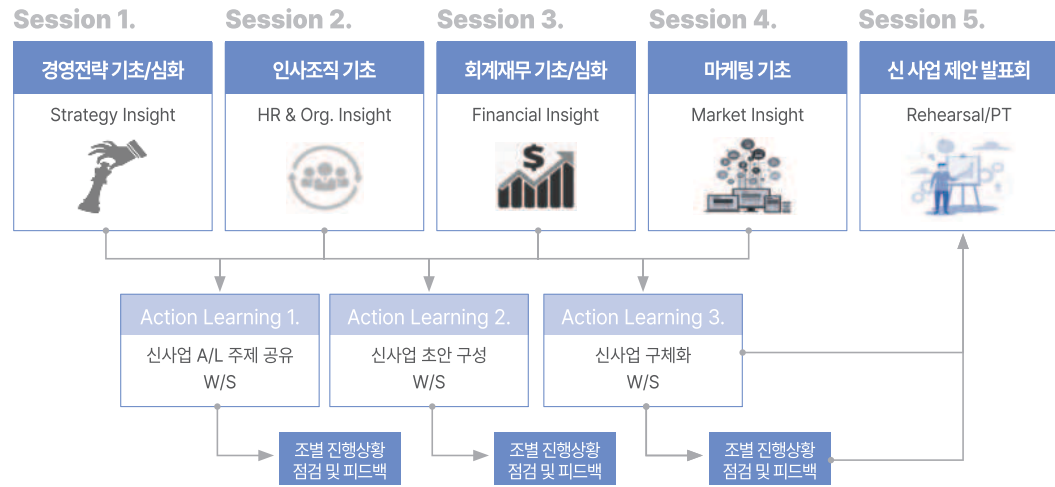 Session 1.
Session 2.
Session 3.
Session 4.
Session 5.
경영전략 기초/심화
인사조직 기초
회계재무 기초/심화
마케팅 기초
신 사업 제안 발표회
Strategy Insight
HR & Org. Insight
Financial Insight
Market Insight
Rehearsal/PT
$
Action Learning 1.
Action Learning 2.
Action Learning 3.
신사업 A/L 주제 공유
W/S
신사업 초안 구성
W/S
신사업 구체화
W/S
조별 진행상황
점검 및 피드백
조별 진행상황
점검 및 피드백
조별 진행상황
점검 및 피드백